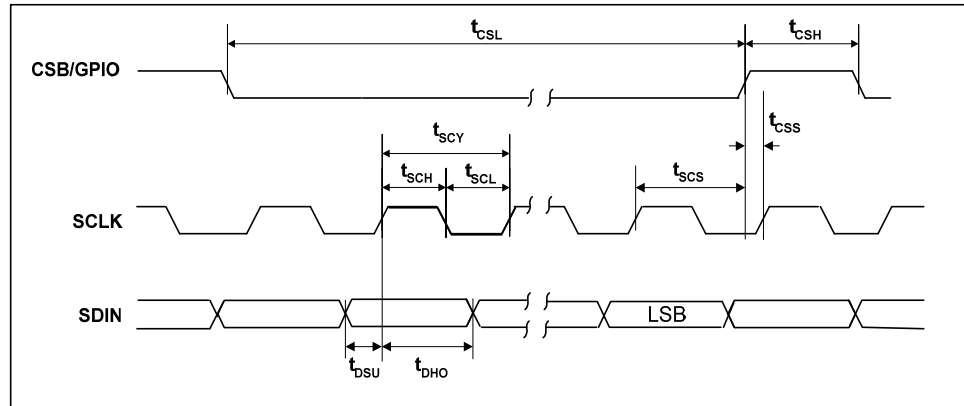 tCSL
tCSH
CSB/GPIO
tCSS
tSCY
tSCH
tSCL
tSCS
SCLK
SDIN
LSB
tDSU
tDHO